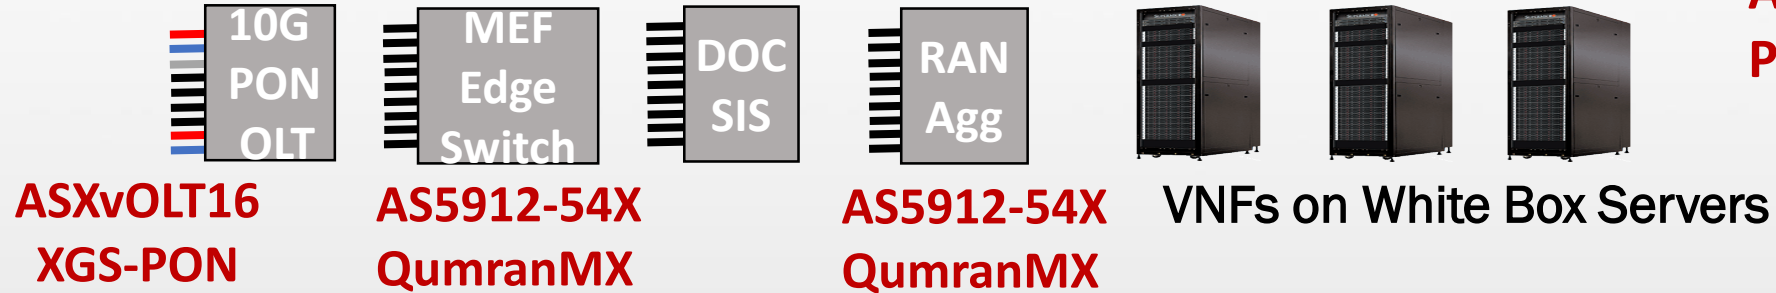 10G
PON
OLT
MEF
Edge
Switch
DOC
SIS
RAN
Agg
P
ASXvOLT16
XGS-PON
AS5912-54X
QumranMX
AS5912-54X
QumranMX
VNFs on White Box Servers